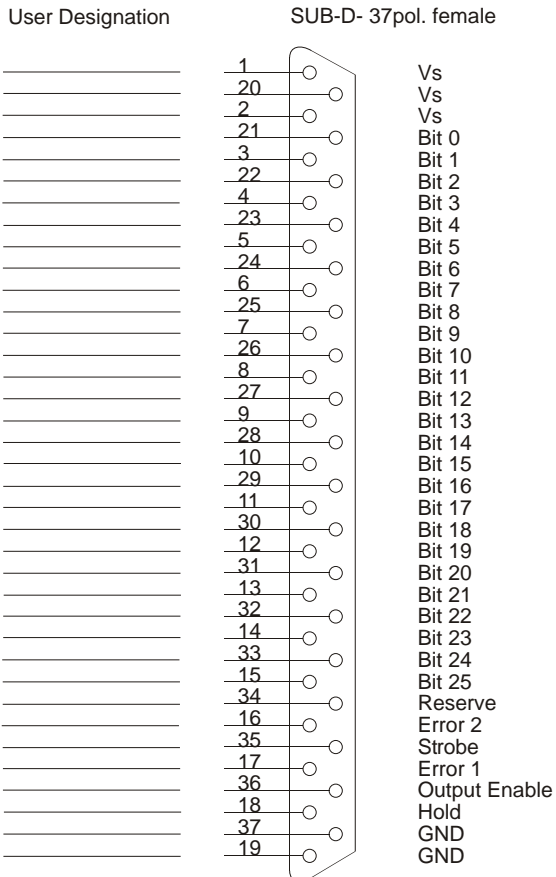 User Designation SUB-D- 37pol. female
1 Vs
20 Vs
2 Vs
21 Bit 0
3 Bit 1
22 Bit 2
4 Bit 3
23 Bit 4
5 Bit 5
24 Bit 6
6 Bit 7
25 Bit 8
7 Bit 9
26 Bit 10
8 Bit 11
27 Bit 12
9 Bit 13
28 Bit 14
10 Bit 15
29 Bit 16
11 Bit 17
30 Bit 18
12 Bit 19
31 Bit 20
13 Bit 21
32 Bit 22
14 Bit 23
33 Bit 24
15 Bit 25
34 Reserve
16 Error 2
35 Strobe
17 Error 1
36 Output Enable
18 Hold
37 GND
19 GND